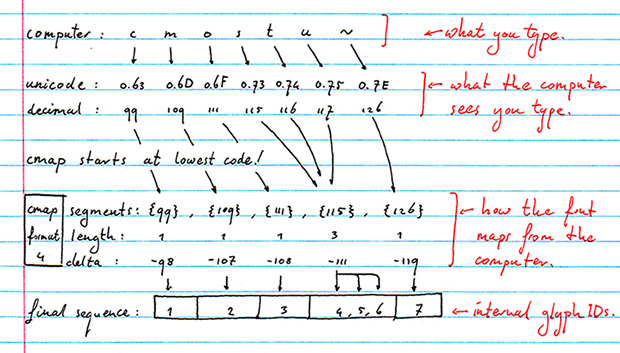 computer : c m o s t u ~ ← what you type.
unicode : 0.63 0.6D 0.6F 0.73 0.74 0.75 0.7E ← what the computer
decimal : 99 109 111 115 116 117 126 sees you type.
cmap starts at lowest code!
cmap segments: {99} , {109} , {111} , {115} , {126} ← how the font
format length : 1 1 1 3 1 maps from the
4 delta : -98 -107 -108 -111 -119 computer.
final sequence : 1 2 3 4, 5, 6 7 ← internal glyph IDs.